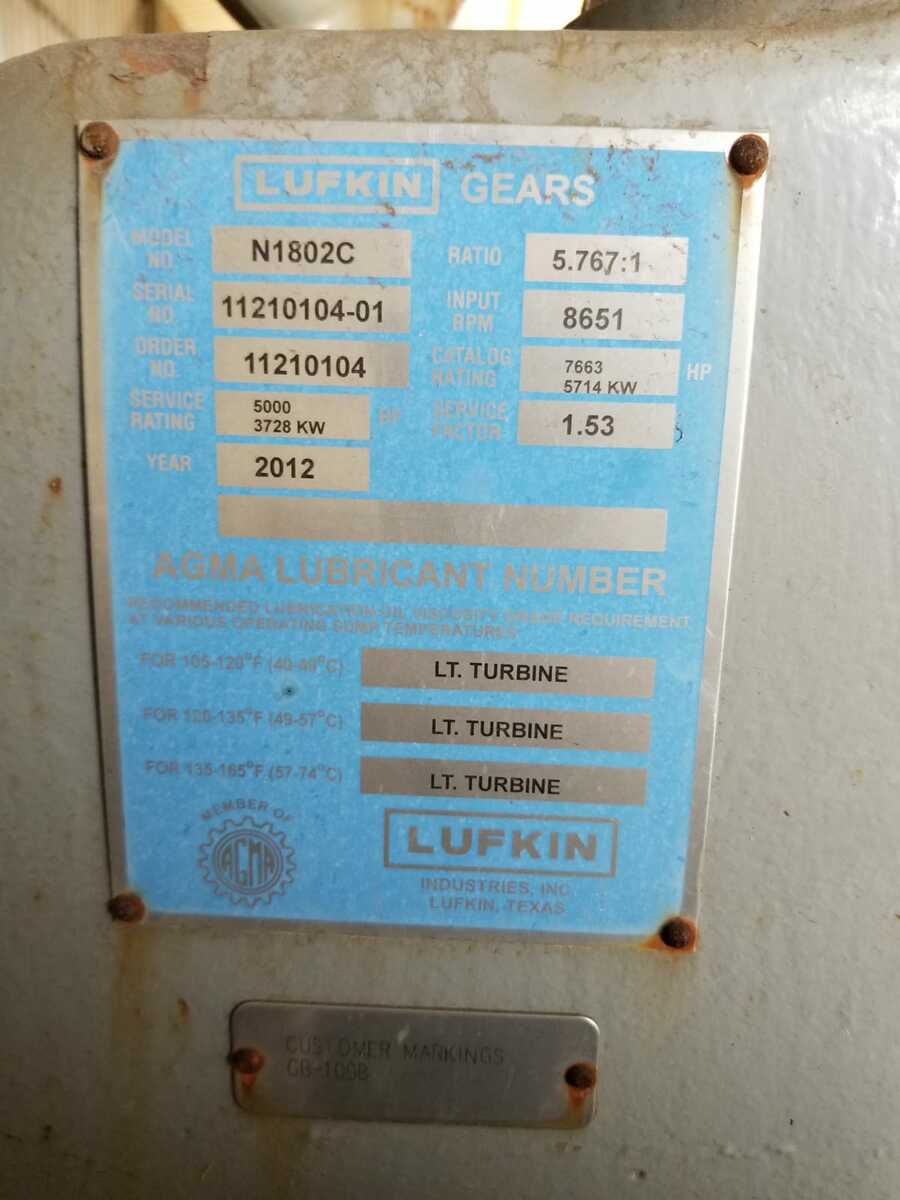 LUFKIN GEARS
MODEL NO. N1802C
RATIO 5.767:1
SERIAL NO. 11210104-01
INPUT RPM 8651
ORDER NO. 11210104
CATALOG RATING 7663 5714 KW HP
SERVICE RATING 5000 3728 KW HP
SERVICE FACTOR 1.53
YEAR 2012
AGMA LUBRICANT NUMBER
RECOMMENDED LUBRICATION OIL VISCOSITY GRADE REQUIREMENT
AT VARIOUS OPERATING SUMP TEMPERATURES
FOR 105-120°F (40-49°C) LT. TURBINE
FOR 120-135°F (49-57°C) LT. TURBINE
FOR 135-165°F (57-74°C) LT. TURBINE
MEMBER OF
AGMA
LUFKIN
INDUSTRIES, INC
LUFKIN, TEXAS
CUSTOMER MARKINGS